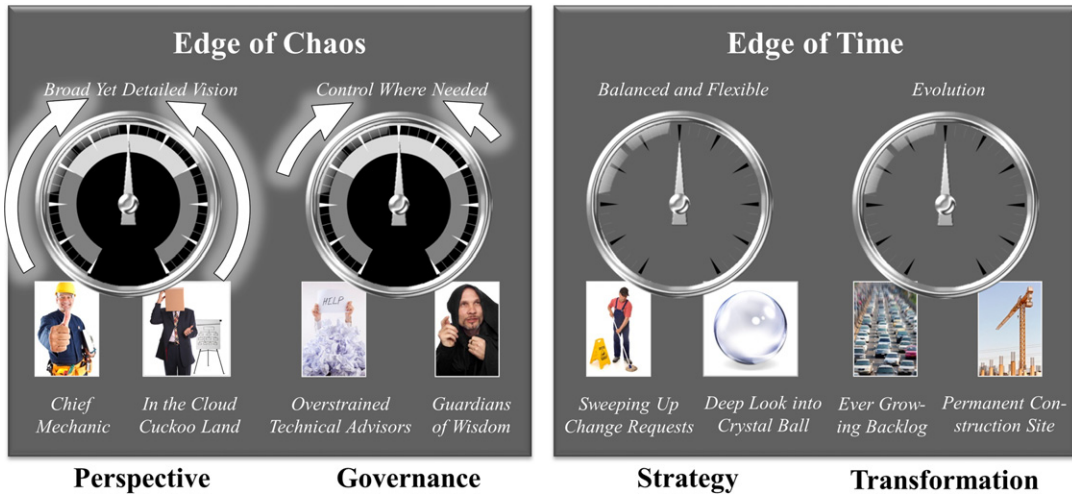 Edge of Chaos
Broad Yet Detailed Vision
Control Where Needed
HELP
Chief
Mechanic
In the Cloud
Cuckoo Land
Overstrained
Technical Advisors
Guardians
of Wisdom
Edge of Time
Balanced and Flexible
Evolution
Sweeping Up
Change Requests
Deep Look into
Crystal Ball
Ever Grow-
ing Backlog
Permanent Con-
struction Site
Perspective
Governance
Strategy
Transformation